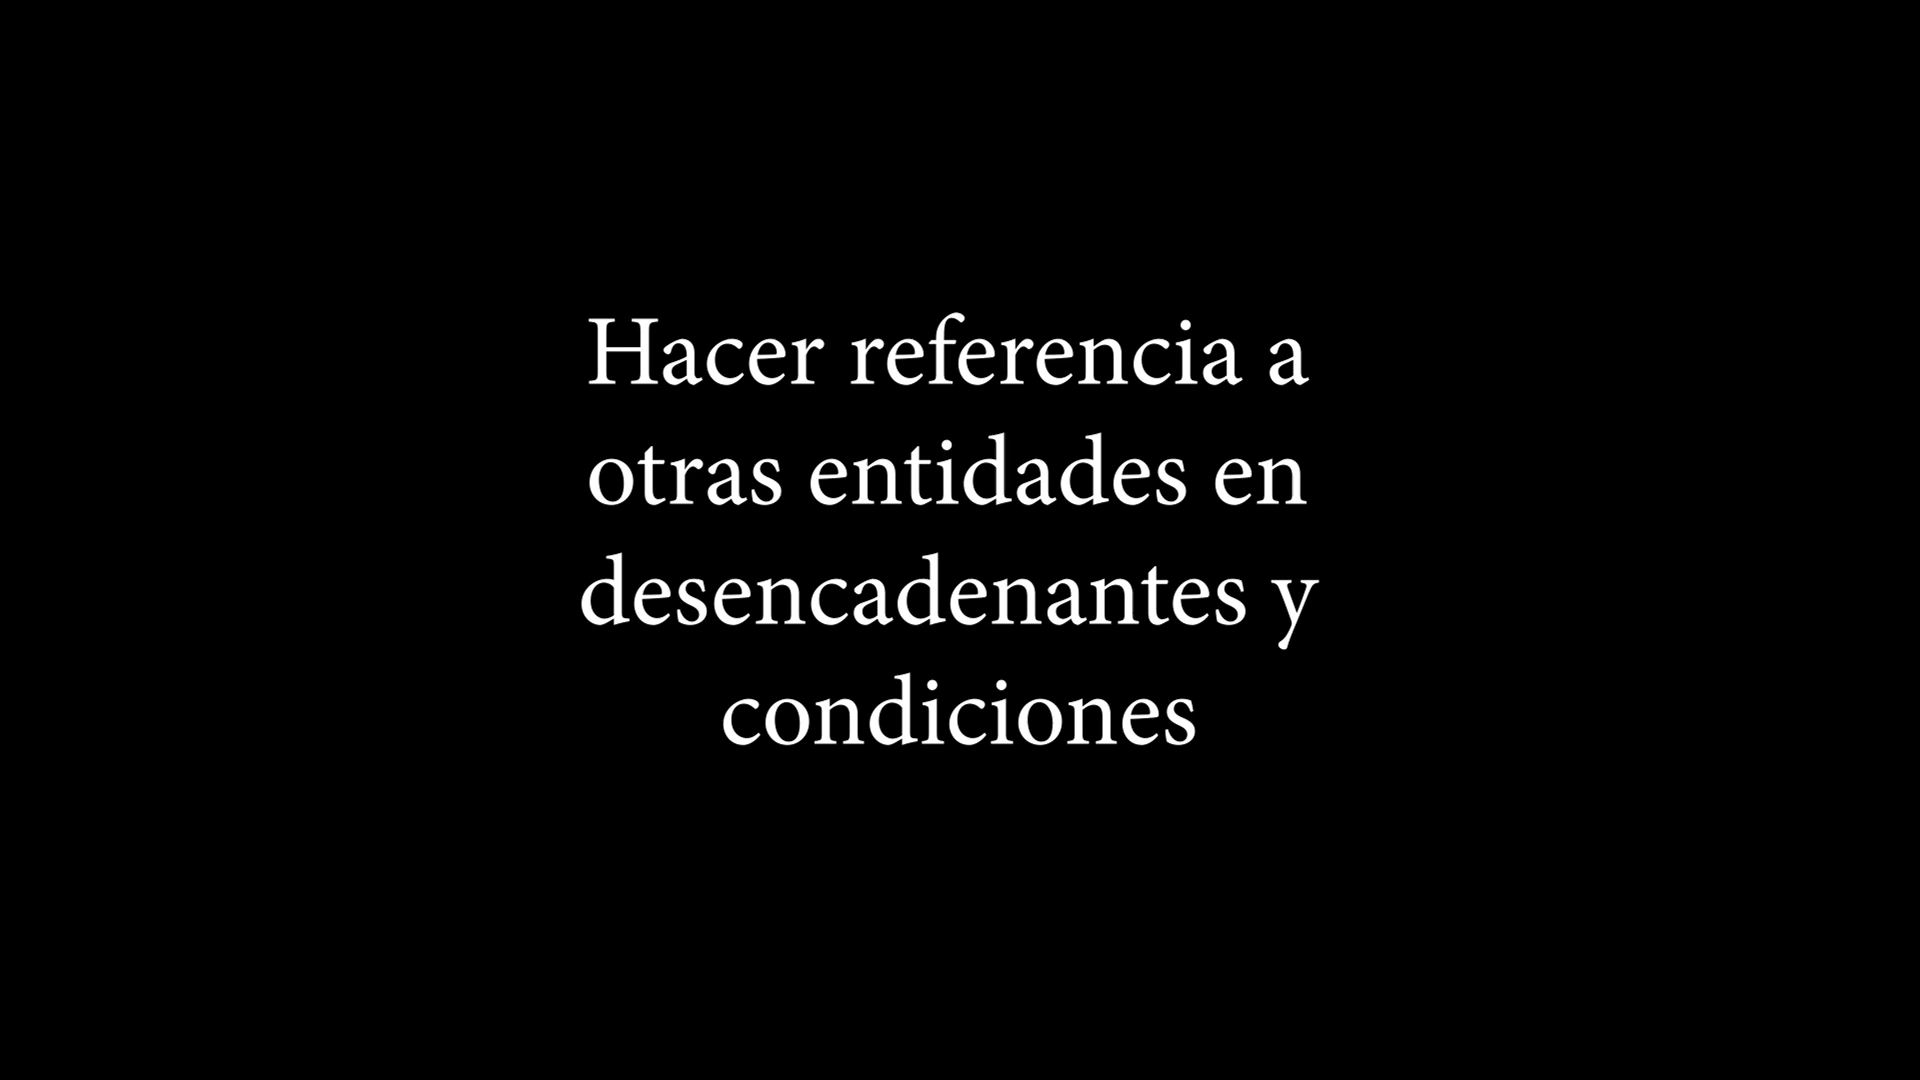 Hacer referencia a
otras entidades en
desencadenantes y
condiciones